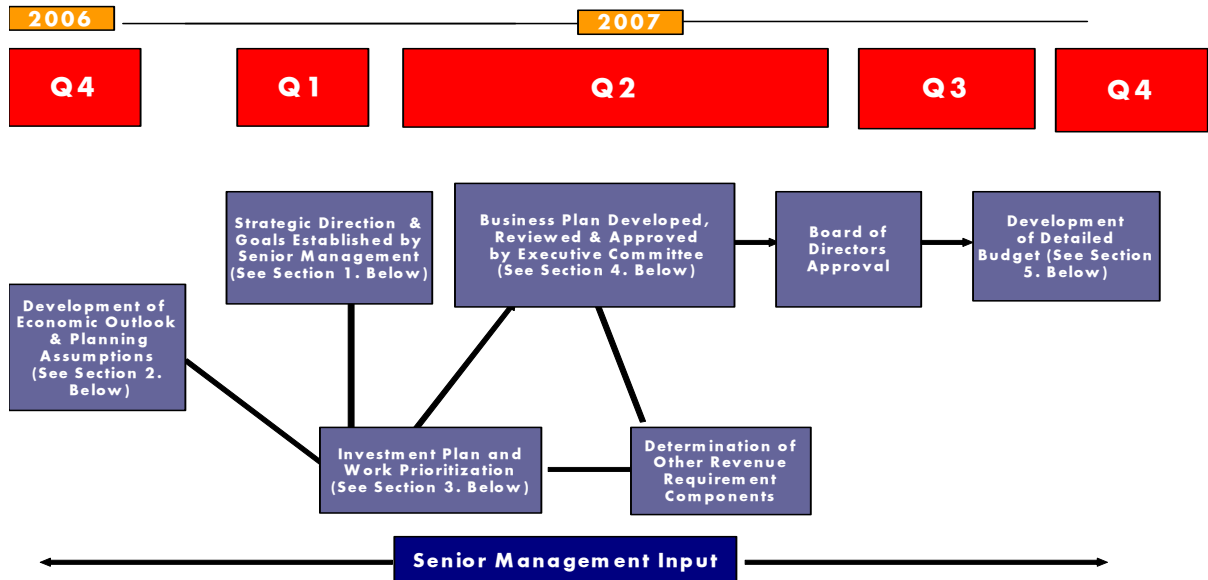 2006
2007
Q4
Q1
Q2
Q3
Q4
Strategic Direction &
Goals Established by
Senior Management
(See Section 1. Below)
Business Plan Developed,
Reviewed & Approved
by Executive Committee
(See Section 4. Below)
Board of
Directors
Approval
Development
of Detailed
Budget (See Section
5. Below)
Development of
Economic Outlook
& Planning
Assumptions
(See Section 2.
Below)
Investment Plan and
Work Prioritization
(See Section 3. Below)
Determination of
Other Revenue
Requirement
Components
Senior Management Input